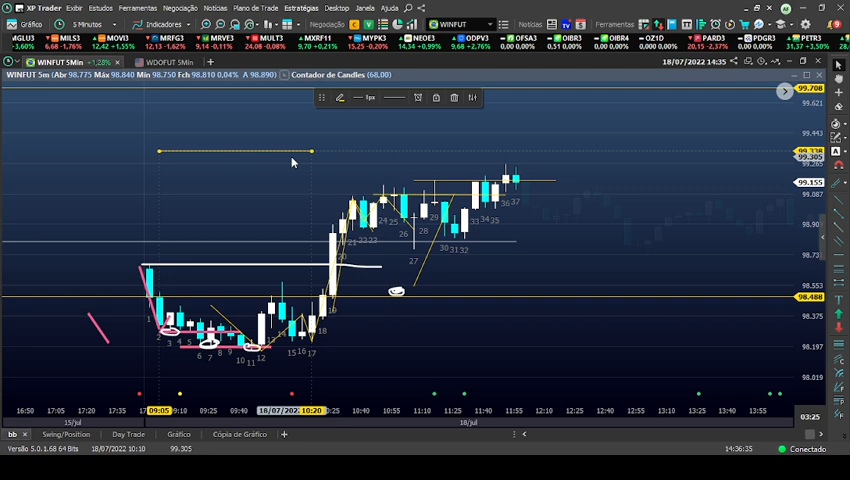 XP Trader
Exibir Estudos Ferramentas Negociação Notícias Plano de Trade Estratégias Desktop Janela Ajuda
Gráfico 5 Minutos Indicadores Negociação C V WINFUT Notícias Ferramentas
MGLU3 MILS3 MOVI3 MRFG3 MRVE3 MULT3 MXRF11 MYPK3 NEOE3 ODPV3 OFSA3 OIBR3 OIBR4 OZ1D PARD3 PDGR3 PETR3
+3,60% 6,68 -1,76% 12,42 +1,55% 12,13 -1,62% 9,14 -0,11% 24,08 -0,08% 9,70 +0,21% 15,25 -0,20% 14,34 +0,99% 9,68 +2,76% 0,00% 0,51 0,00% 0,00% 0,00% 20,15 -2,37% 0,00% 31,37 +3,50%
WINFUT 5Min +1,28% WDOFUT 5Min 18/07/2022 14:35
WINFUT 5m (Abr 98.775 Máx 98.840 Min 98.750 Fch 98.810 0,04% A 98.890) Contador de Candles (68,00)
1px
99.708
99.621
99.443
99.338
99.305
99.265
99.155
99.087
98.909
98.731
98.553
98.488
98.375
98.197
98.019
1 2 3 4 5 6 7 8 9 10 11 12 13 14 15 16 17 18 19 20 21 22 23 24 25 26 27 28 29 30 31 32 33 34 35 36 37
16:50 17:05 17:20 17:35 09:05 09:10 09:25 09:40 18/07/2022 10:10 10:20 10:25 10:40 10:55 11:10 11:25 11:40 11:55 12:10 12:25 12:40 12:55 13:10 13:25 13:40 13:55
03:25
15/jul 18/jul
bb Swing/Position Day Trade Gráfico Cópia de Gráfico
Versão 5.0.1.68 64 Bits 18/07/2022 10:10 99.305 14:36:35 Conectado